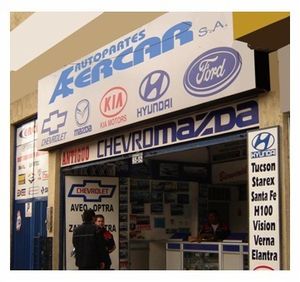 AUTOPARTES
AERCAR S.A.
CHEVROLET
mazda
KIA
KIA MOTORS
HYUNDAI
Ford
ANTIGUO CHEVROmazda
CHEVROLET
AVEO - OPTRA
HYUNDAI
Tucson
Starex
Santa Fe
H100
Vision
Verna
Elantra